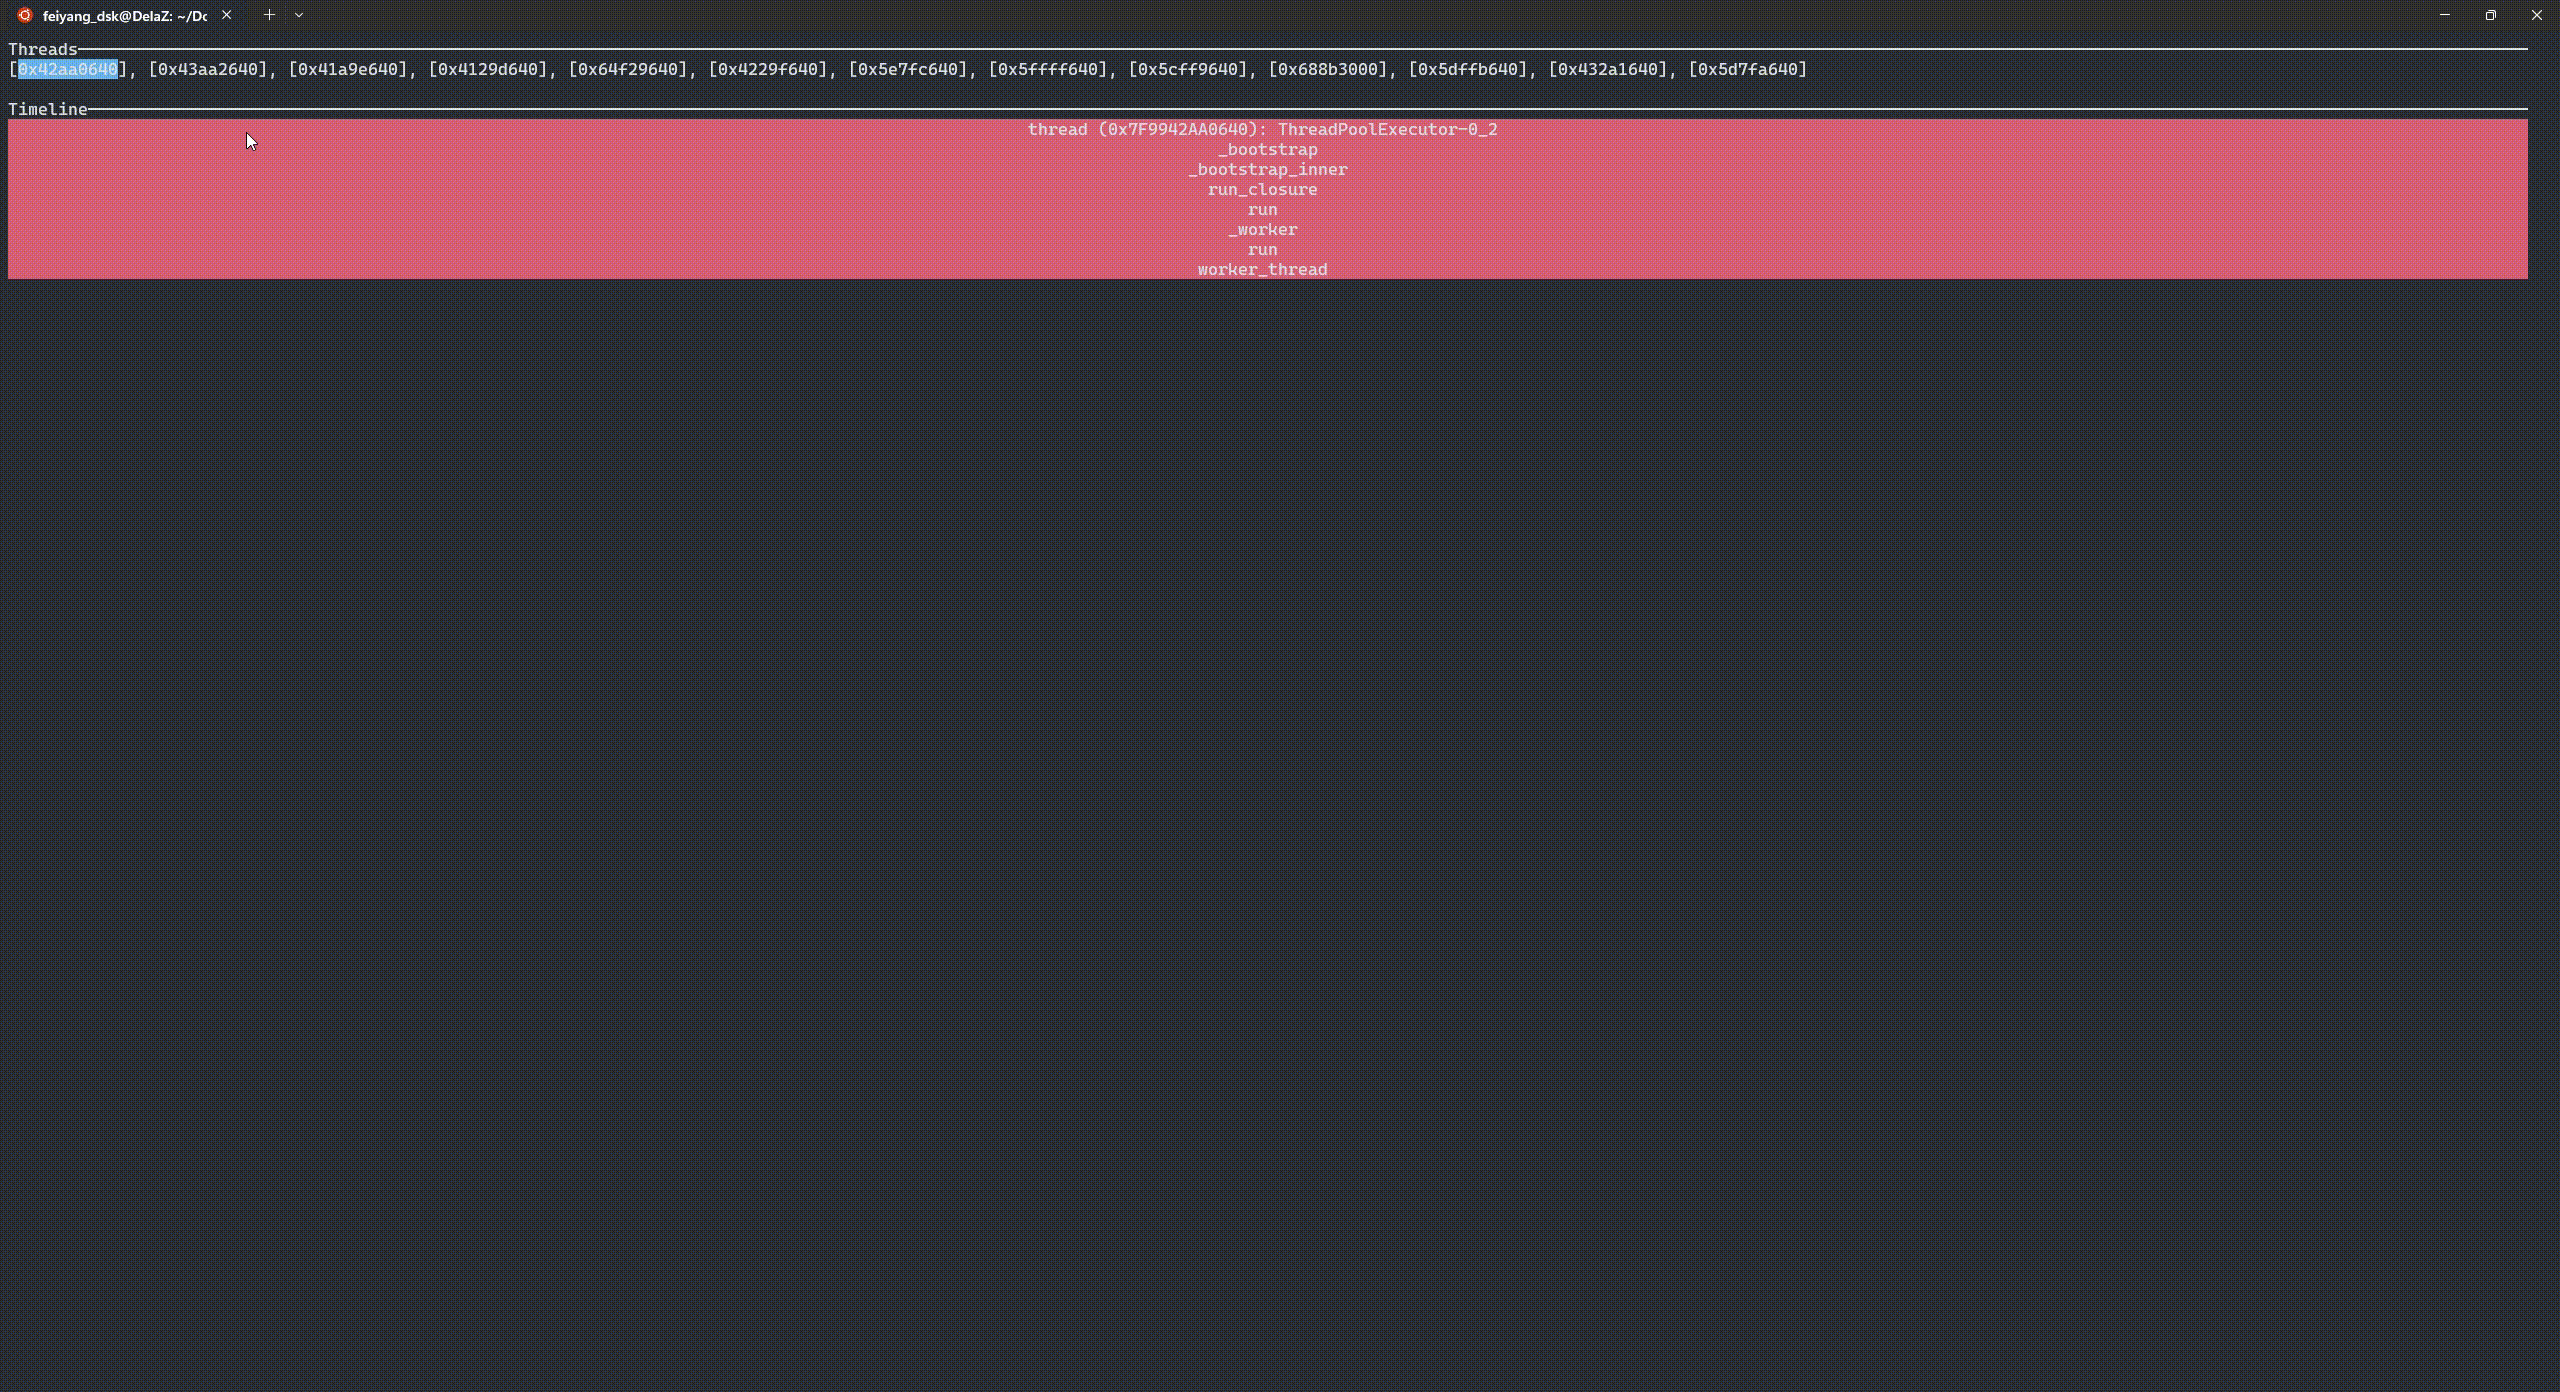 feiyang_dsk@DelaZ: ~/Dc
Threads
[0x42aa0640], [0x43aa2640], [0x41a9e640], [0x4129d640], [0x64f29640], [0x4229f640], [0x5e7fc640], [0x5ffff640], [0x5cff9640], [0x688b3000], [0x5dffb640], [0x432a1640], [0x5d7fa640]
Timeline
thread (0x7F9942AA0640): ThreadPoolExecutor-0_2
_bootstrap
_bootstrap_inner
run_closure
run
_worker
run
worker_thread